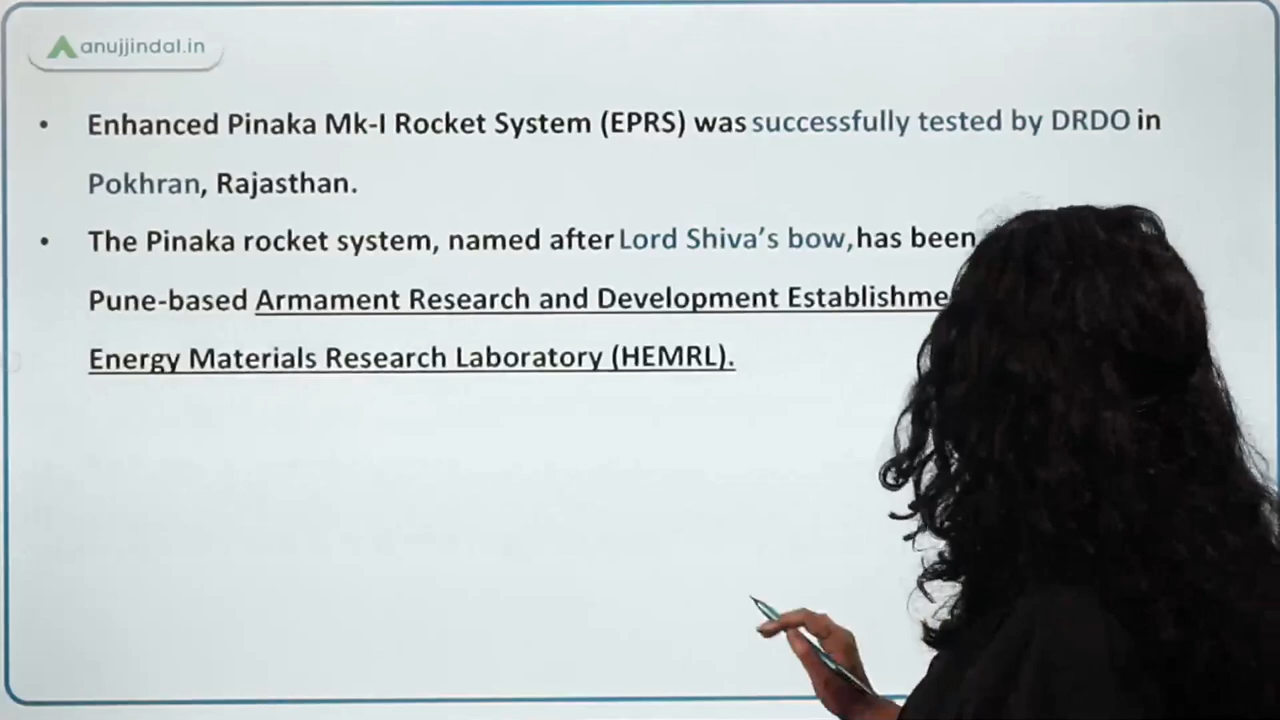 anujjindal.in
• Enhanced Pinaka Mk-I Rocket System (EPRS) was successfully tested by DRDO in
Pokhran, Rajasthan.
• The Pinaka rocket system, named after Lord Shiva’s bow, has been
Pune-based Armament Research and Development
Energy Materials Research Laboratory (HEMRL).